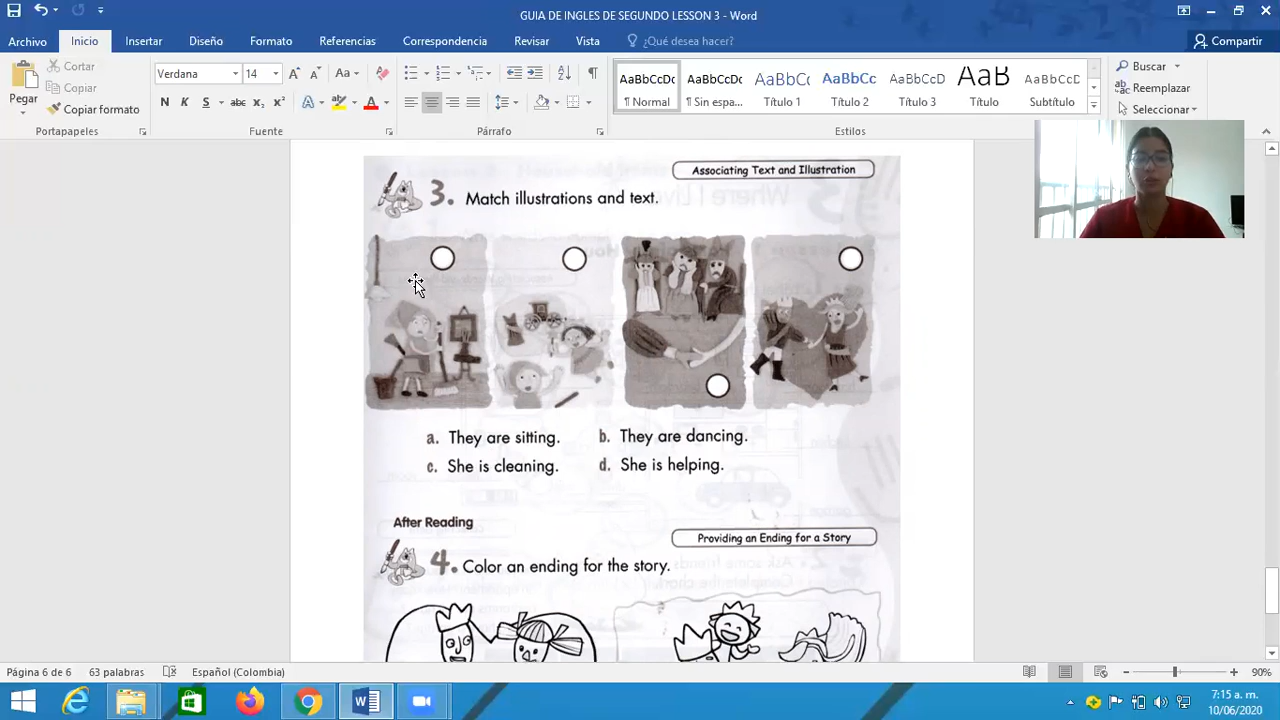 GUIA DE INGLES DE SEGUNDO LESSON 3 - Word
Archivo Inicio Insertar Diseño Formato Referencias Correspondencia Revisar Vista ¿Qué desea hacer? Compartir
Pegar
Cortar
Copiar
Copiar formato
Portapapeles
Verdana 14
Fuente
Párrafo
AaBbCcDc AaBbCcDc AaBbC AaBbCc AaBbCcD AaB AaBbCcD
¶ Normal ¶ Sin espa... Título 1 Título 2 Título 3 Título Subtítulo
Estilos
Buscar
Reemplazar
Seleccionar
Associating Text and Illustration
3. Match illustrations and text.
a. They are sitting. b. They are dancing.
c. She is cleaning. d. She is helping.
After Reading
Providing an Ending for a Story
4. Color an ending for the story.
Página 6 de 6 63 palabras Español (Colombia) 90%
7:15 a. m.
10/06/2020